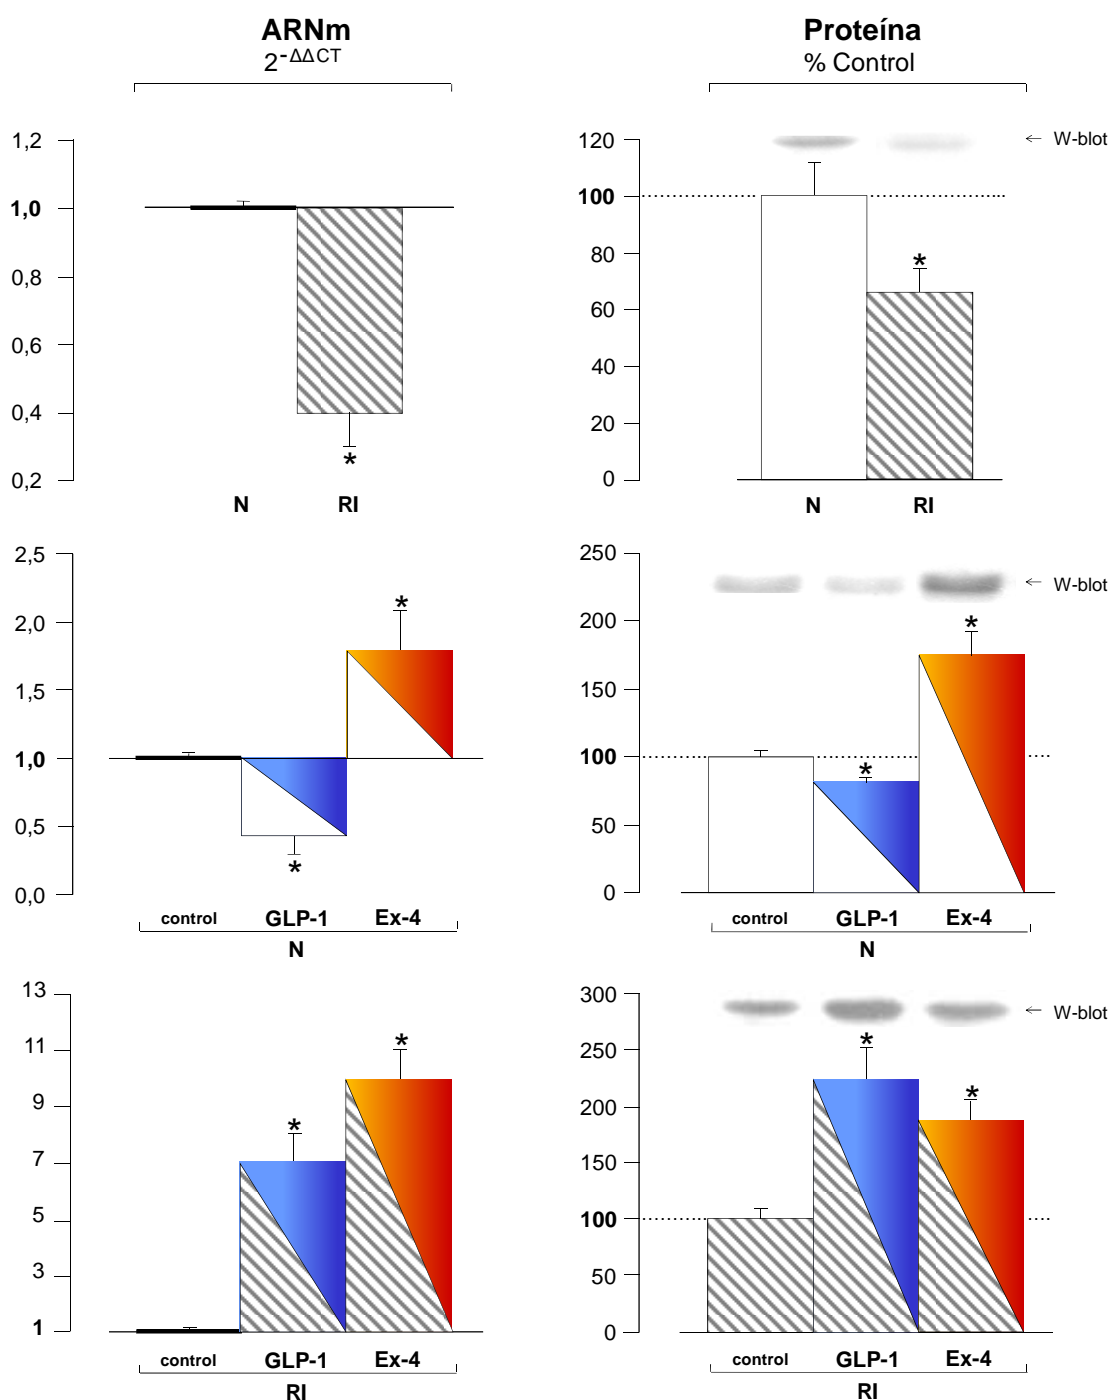 ARNm
2-ΔΔCT
Proteína
% Control
1,2
1,0
0,8
0,6
0,4
0,2
*
N RI
120
100
80
60
40
20
0
← W-blot
*
N RI
2,5
2,0
1,5
1,0
0,5
0,0
*
*
control GLP-1 Ex-4
N
250
200
150
100
50
0
← W-blot
*
*
control GLP-1 Ex-4
N
13
11
9
7
5
3
1
*
*
control GLP-1 Ex-4
RI
300
250
200
150
100
50
0
← W-blot
*
*
control GLP-1 Ex-4
RI